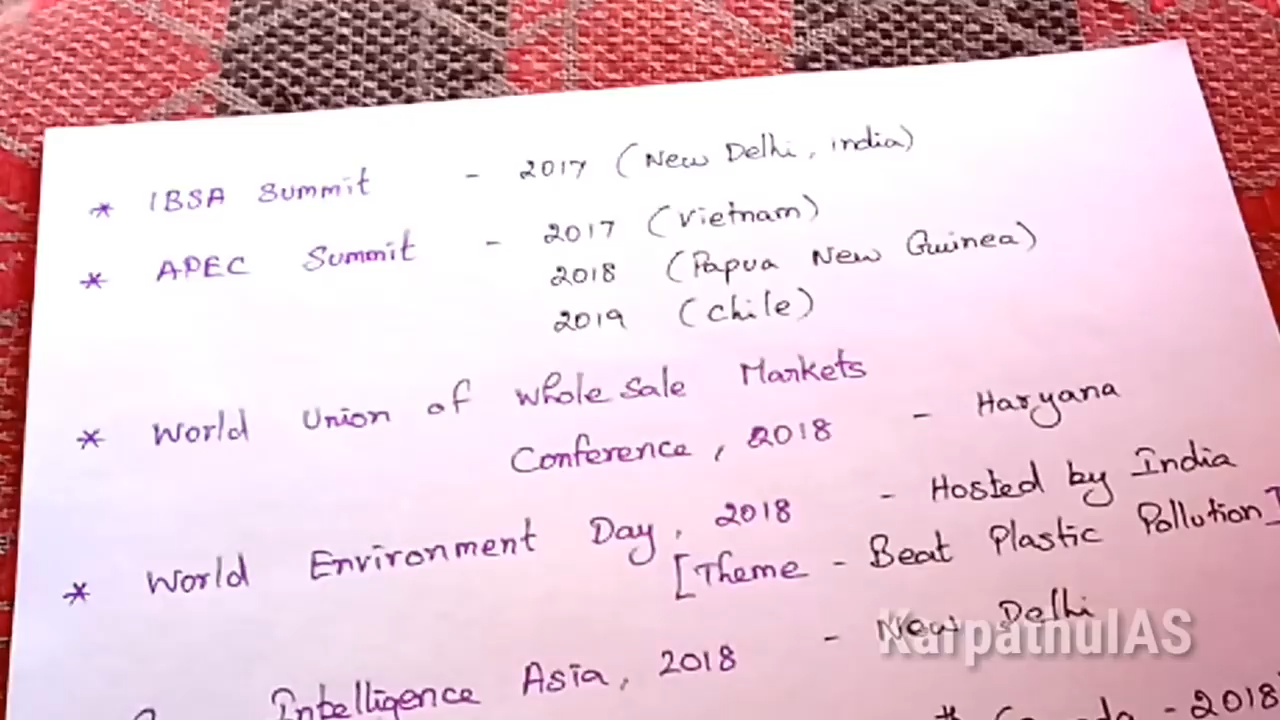 * IBSA Summit - 2017 (New Delhi, india)
* APEC Summit - 2017 (Vietnam)
2018 (Papua New Guinea)
2019 (Chile)
* World Union of Whole sale Markets
Conference, 2018 - Haryana
* World Environment Day, 2018 - Hosted by India
[Theme - Beat Plastic Pollution]
Intelligence Asia, 2018 - New Delhi
- 2018
KarpathuIAS